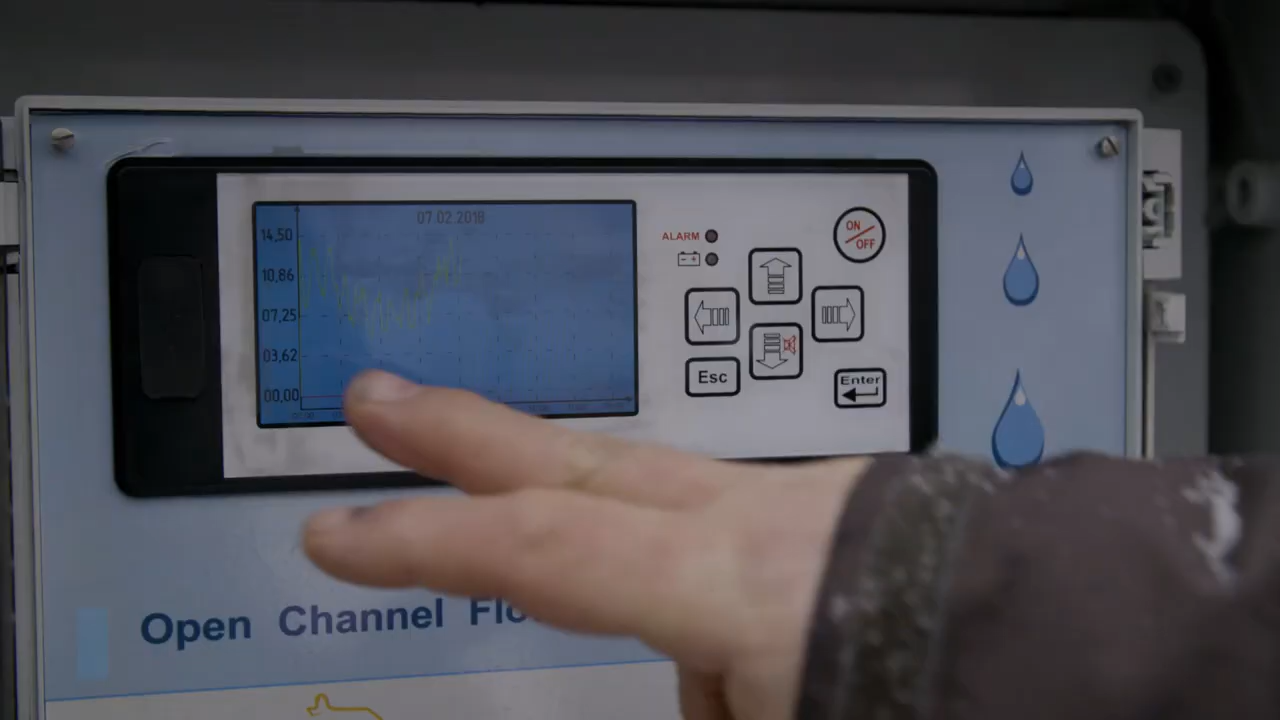 07 02 2018
14,50
10,86
07,25
03,62
00,00
ALARM
ON
OFF
Esc
Enter
Open Channel